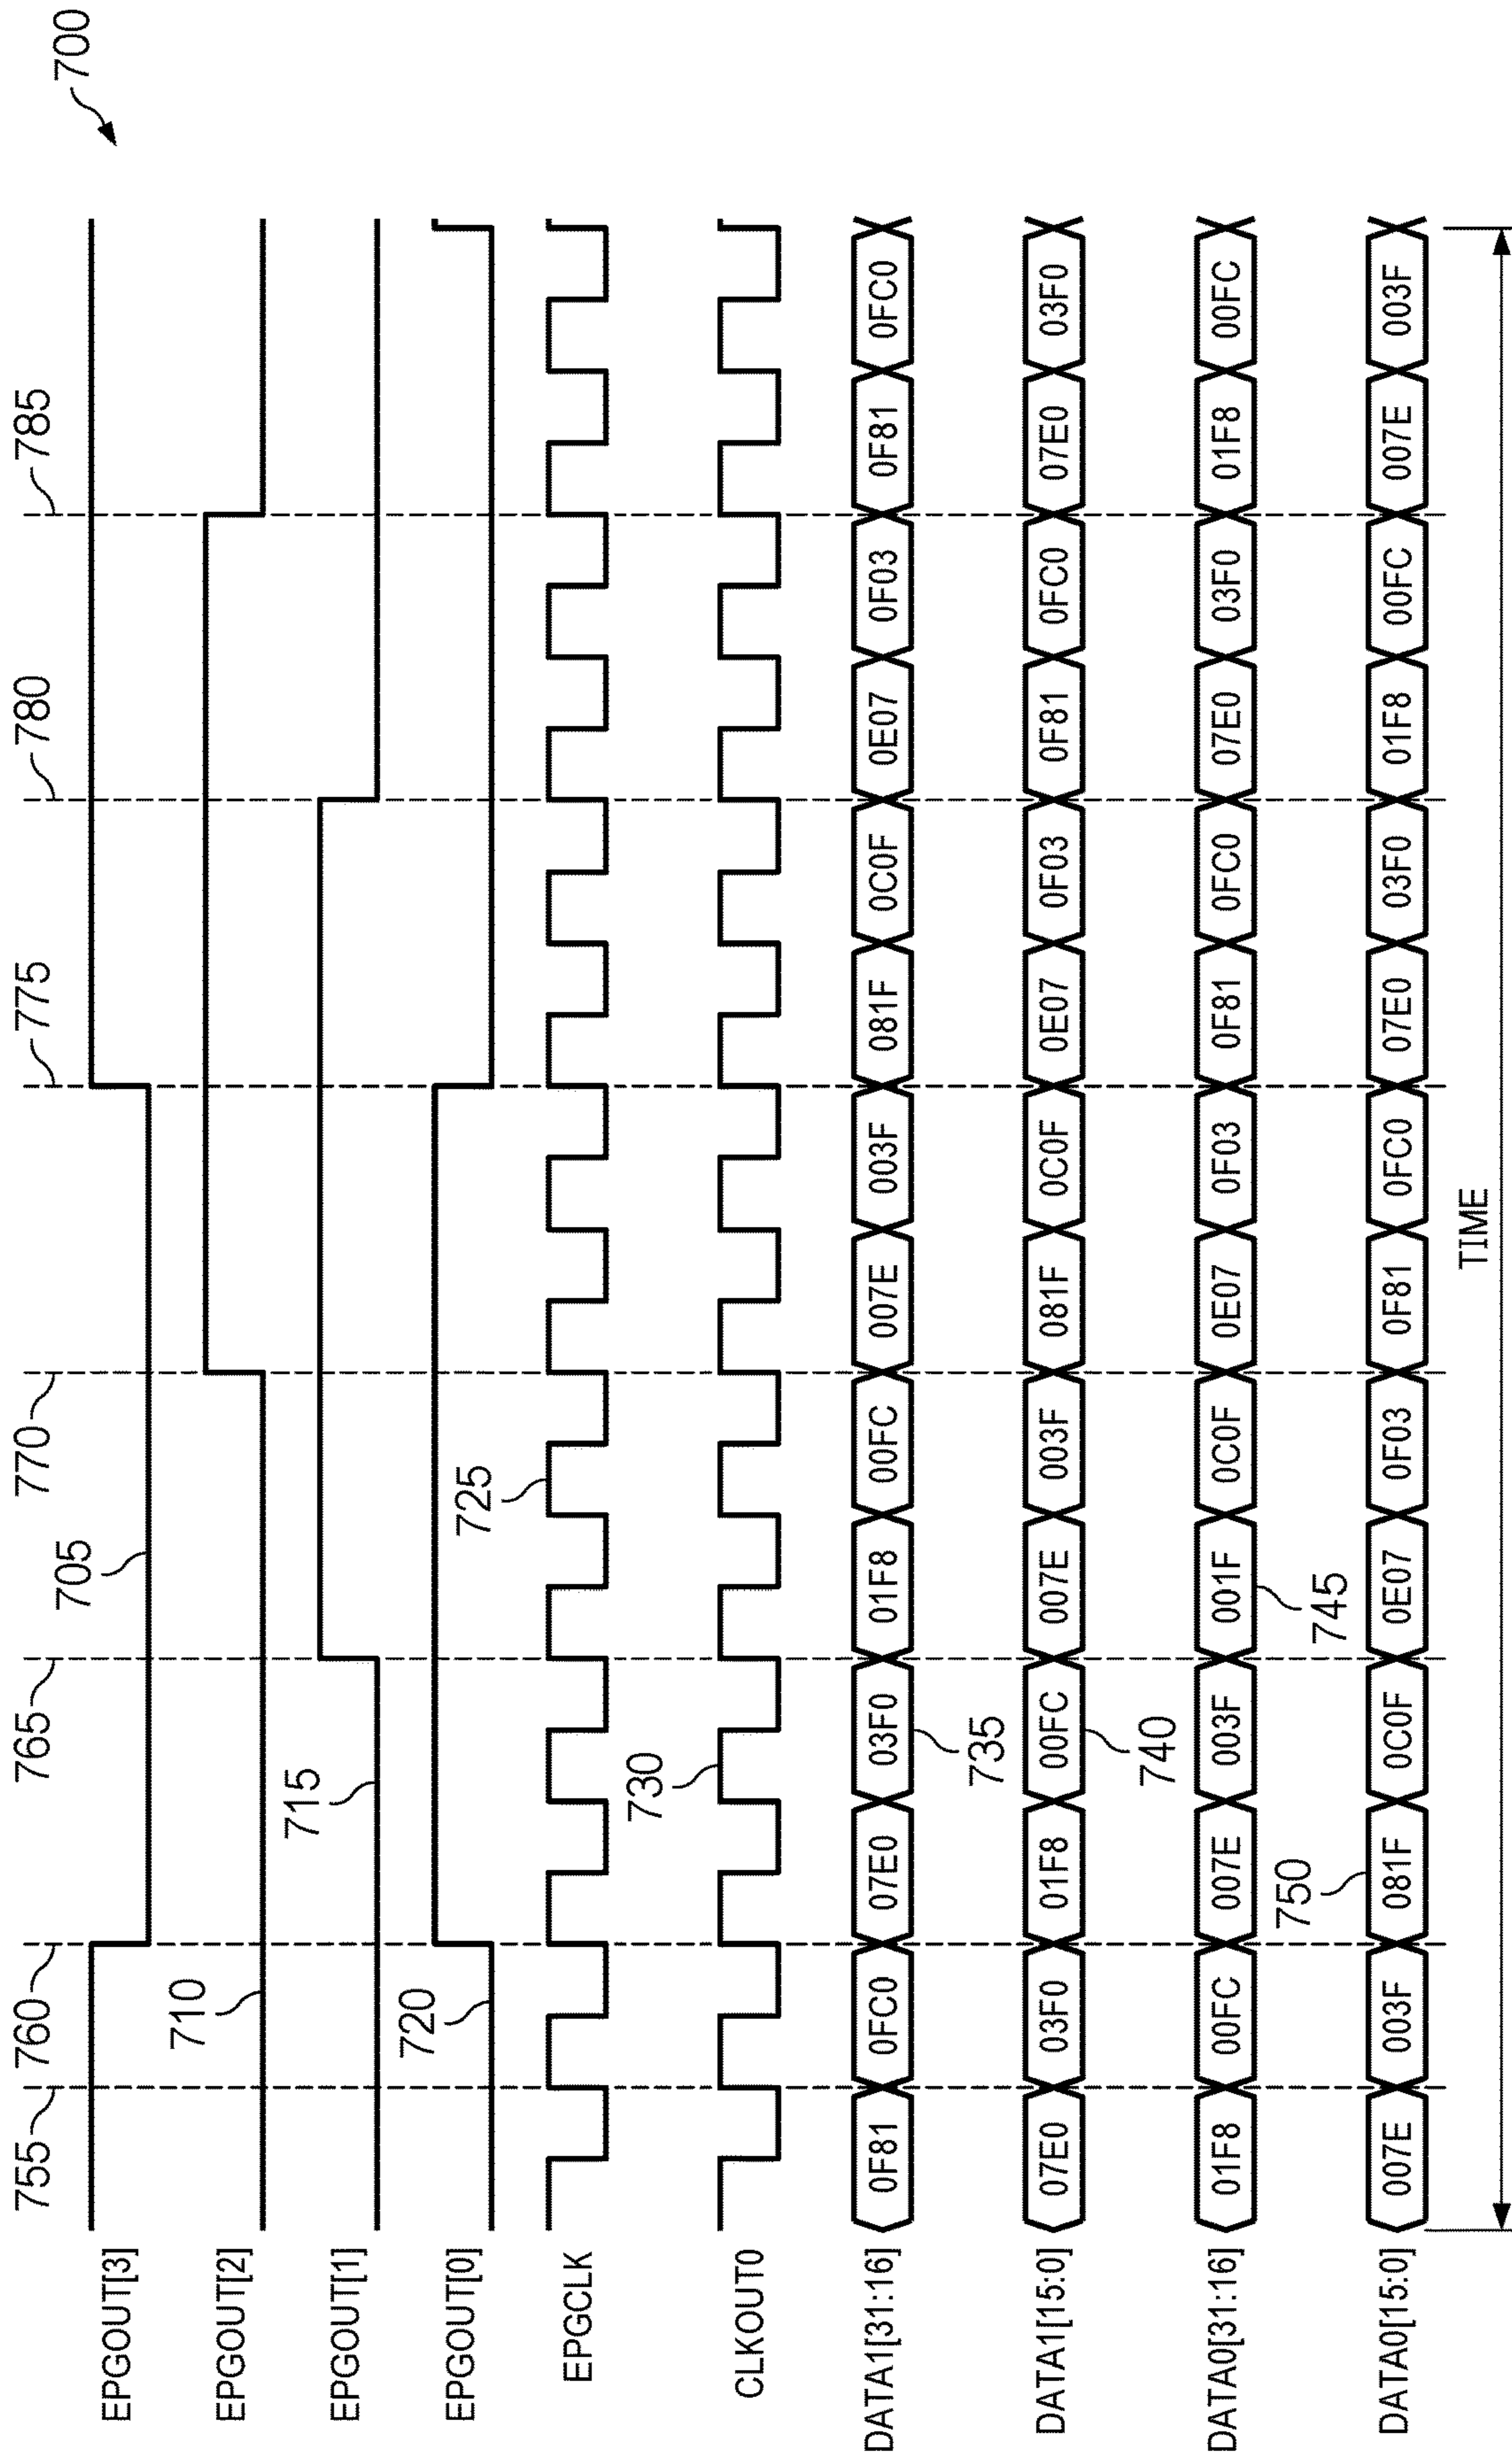 700
755 760 765 770 775 780 785
EPGOUT[3]
705
EPGOUT[2]
710
EPGOUT[1]
715
EPGOUT[0]
720
EPGCLK
725
CLKOUT0
730
DATA1[31:16] 0F81 0FC0 07E0 03F0 01F8 00FC 007E 003F 081F 0C0F 0E07 0F03 0F81 0FC0
735
DATA1[15:0] 07E0 03F0 01F8 00FC 007E 003F 081F 0C0F 0E07 0F03 0F81 0FC0 07E0 03F0
740
DATA0[31:16] 01F8 00FC 007E 003F 001F 0C0F 0E07 0F03 0F81 0FC0 07E0 03F0 01F8 00FC
745
750
DATA0[15:0] 007E 003F 081F 0C0F 0E07 0F03 0F81 0FC0 07E0 03F0 01F8 00FC 007E 003F
TIME